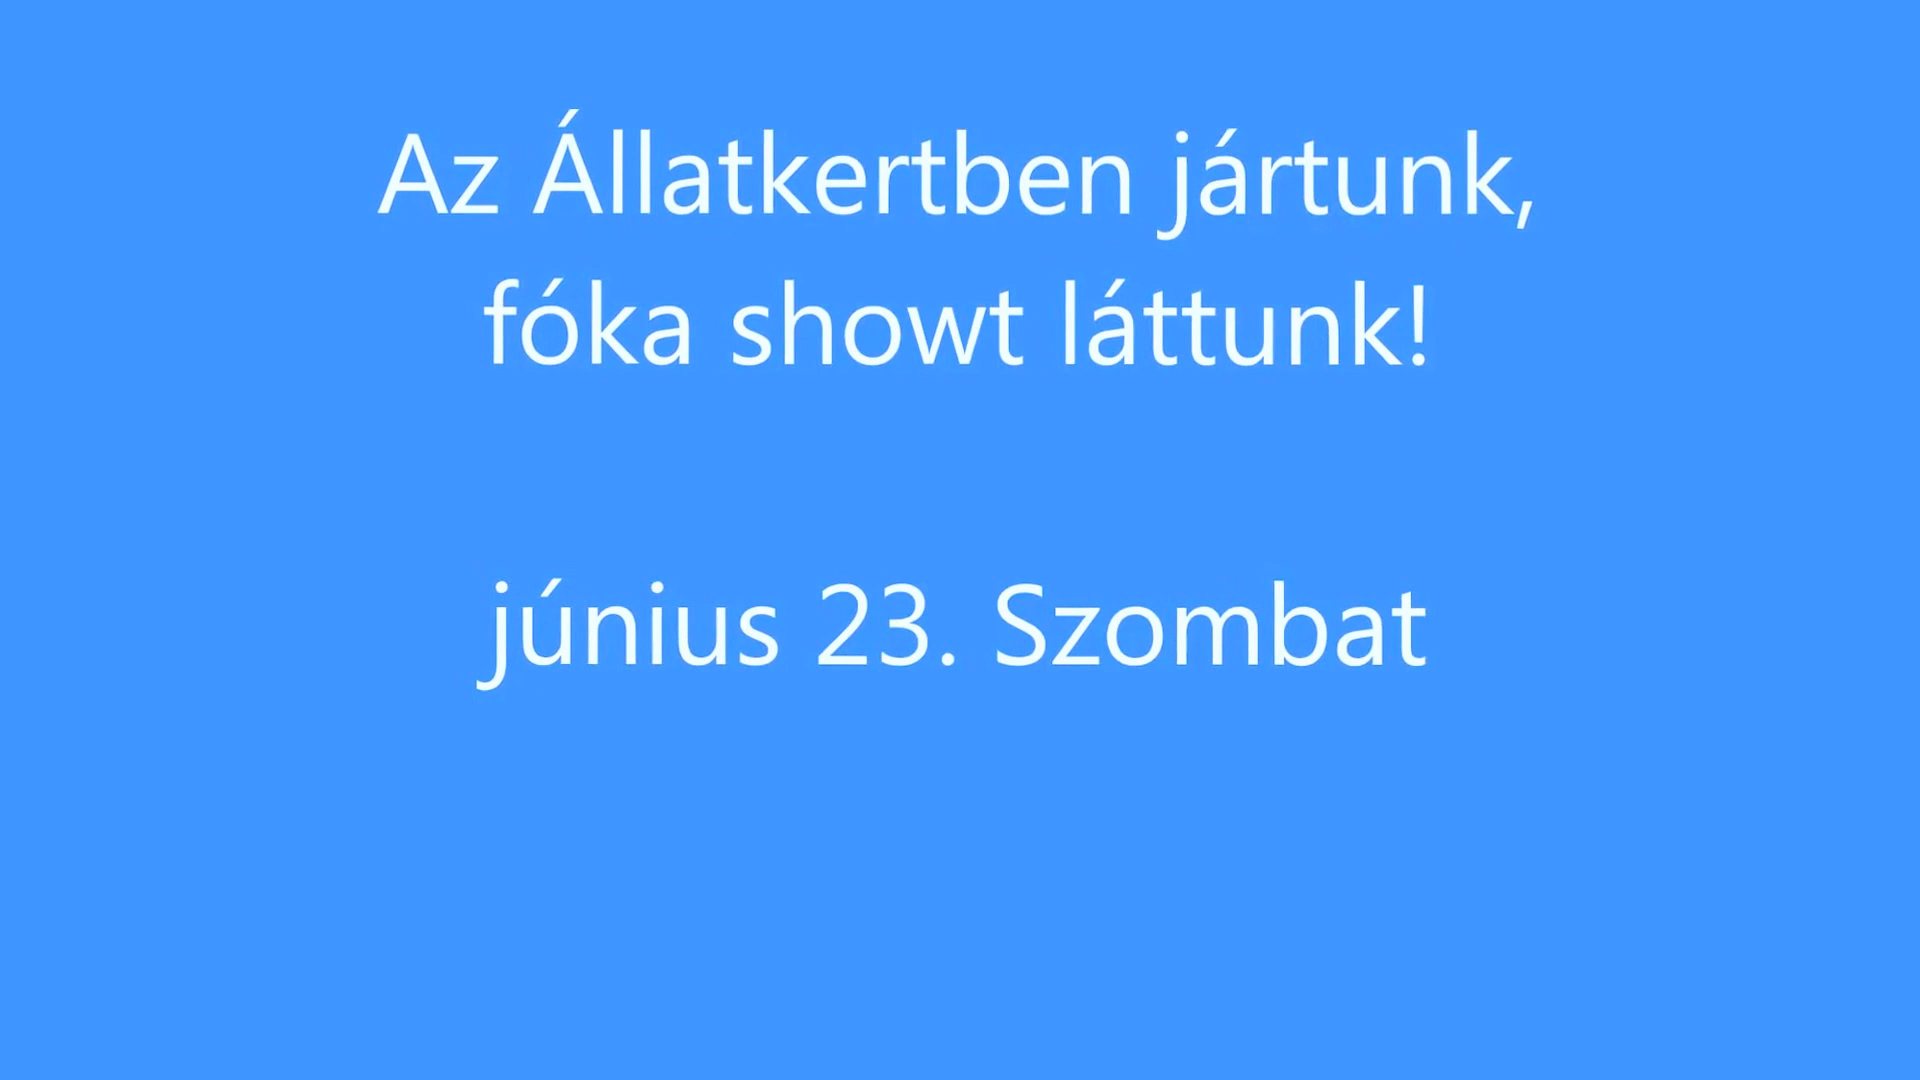 Az Állatkertben jártunk,
fóka showt láttunk!
június 23. Szombat